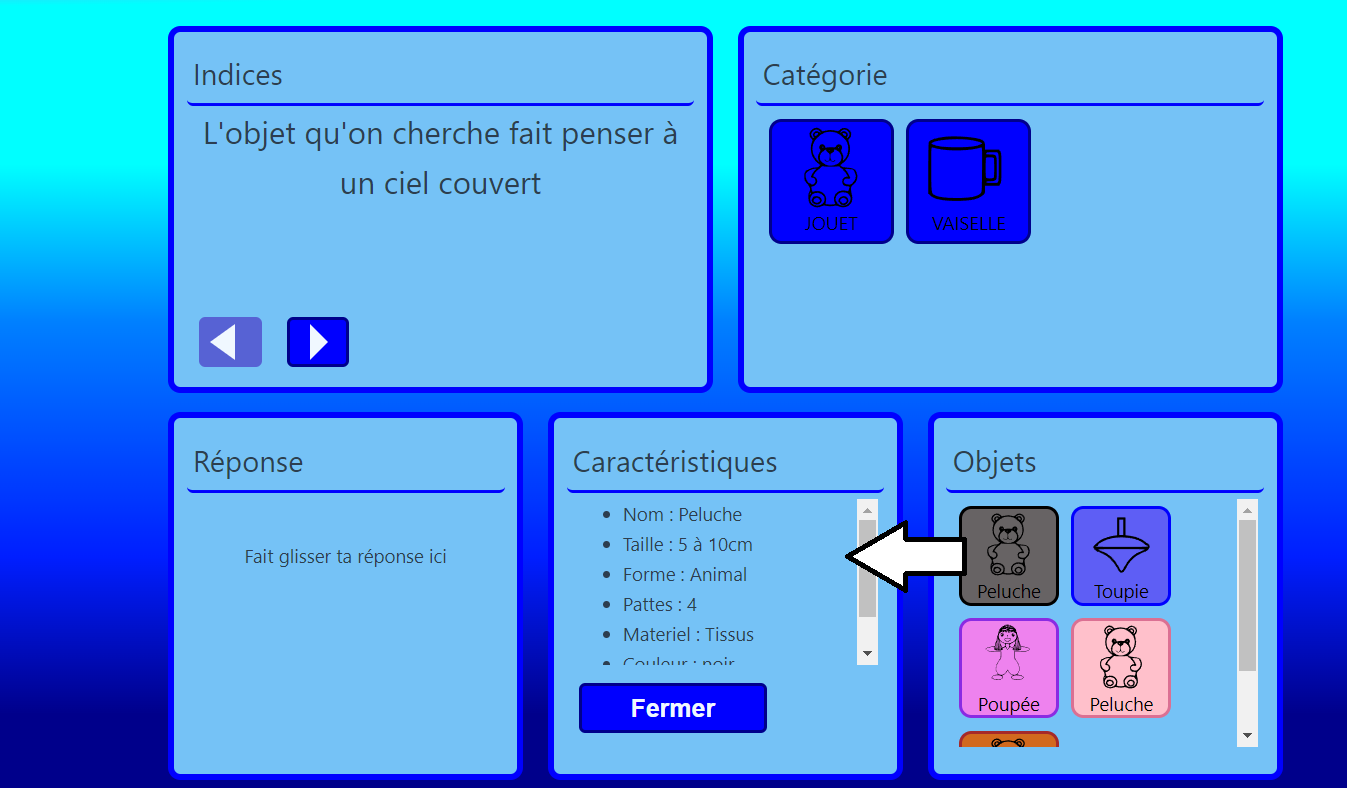 Indices
L'objet qu'on cherche fait penser à
un ciel couvert
Catégorie
JOUET
VAISELLE
Réponse
Fait glisser ta réponse ici
Caractéristiques
Nom : Peluche
Taille : 5 à 10cm
Forme : Animal
Pattes : 4
Materiel : Tissus
Couleur : noir
Fermer
Objets
Peluche
Toupie
Poupée
Peluche